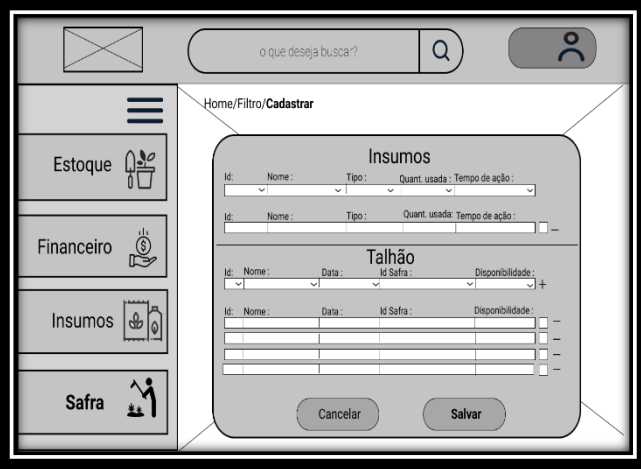 o que deseja buscar?
Home/Filtro/Cadastrar
Estoque
Financeiro
Insumos
Safra
Insumos
Id: Nome : Tipo : Quant. usada : Tempo de ação :
Id: Nome : Tipo : Quant. usada: Tempo de ação :
Talhão
Id: Nome : Data : Id Safra : Disponibilidade :
Id: Nome : Data : Id Safra : Disponibilidade :
Cancelar Salvar